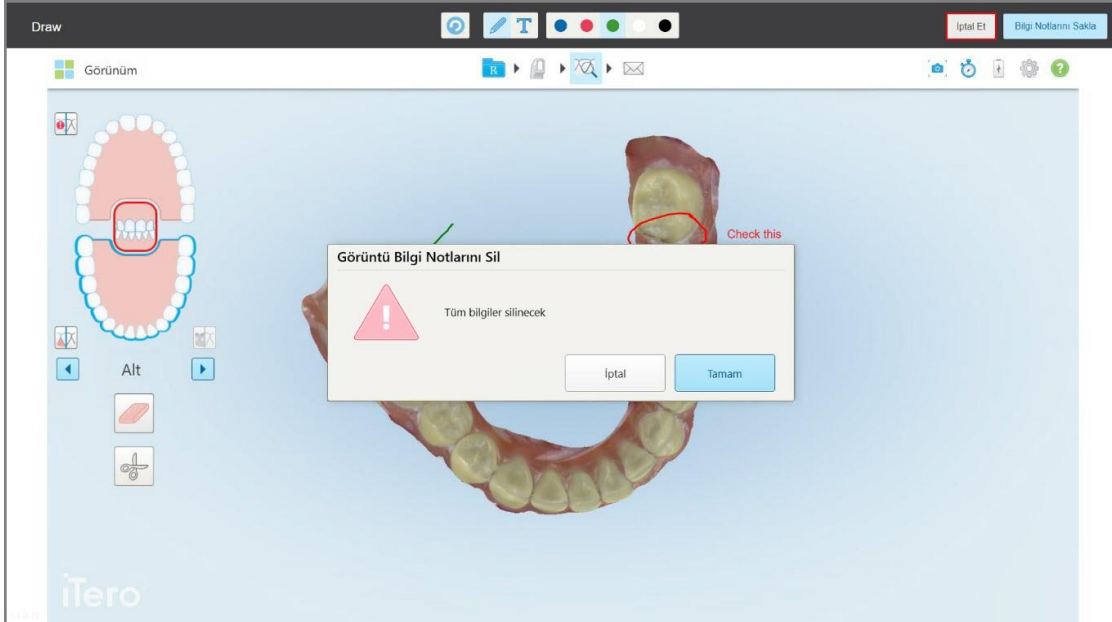 Draw
T
İptal Et
Bilgi Notlarını Sakla
Görünüm
R
?
Check this
Görüntü Bilgi Notlarını Sil
!
Tüm bilgiler silinecek
İptal
Tamam
Alt
iTero